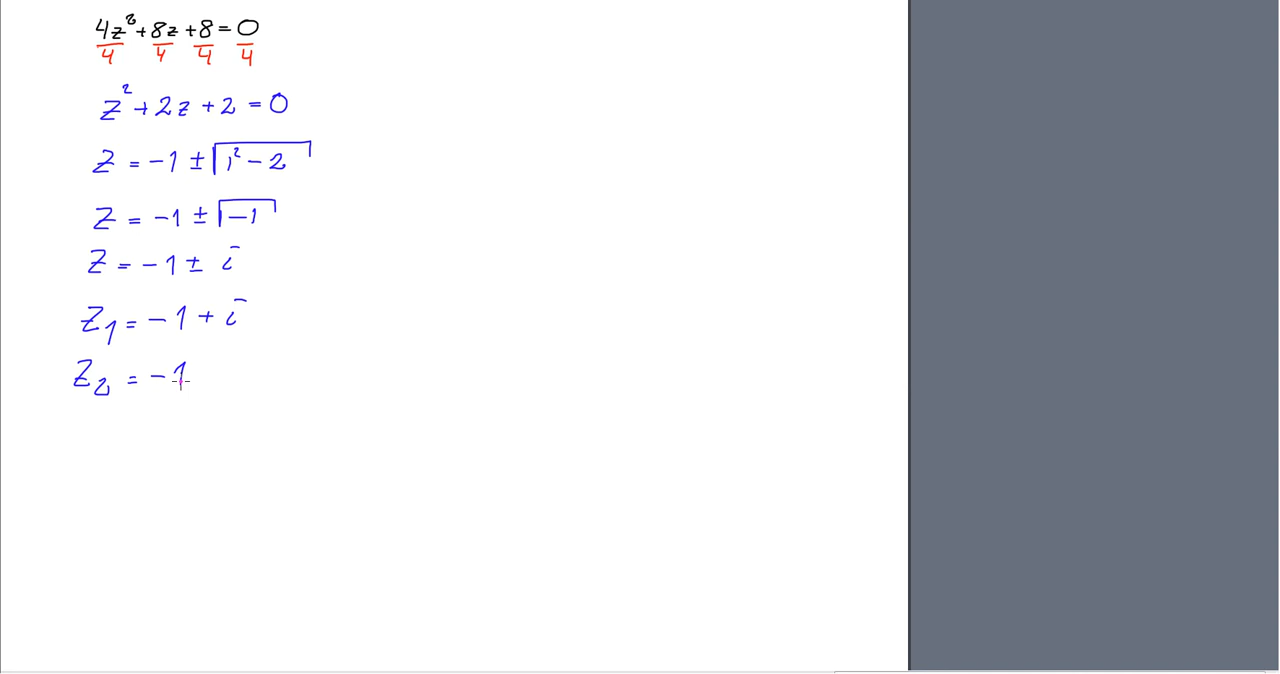 4z²+8z+8=0
4 4 4 4
z²+2z+2=0
z=-1±√1²-2
z=-1±√-1
z=-1±i
z₁=-1+i
z₂=-1